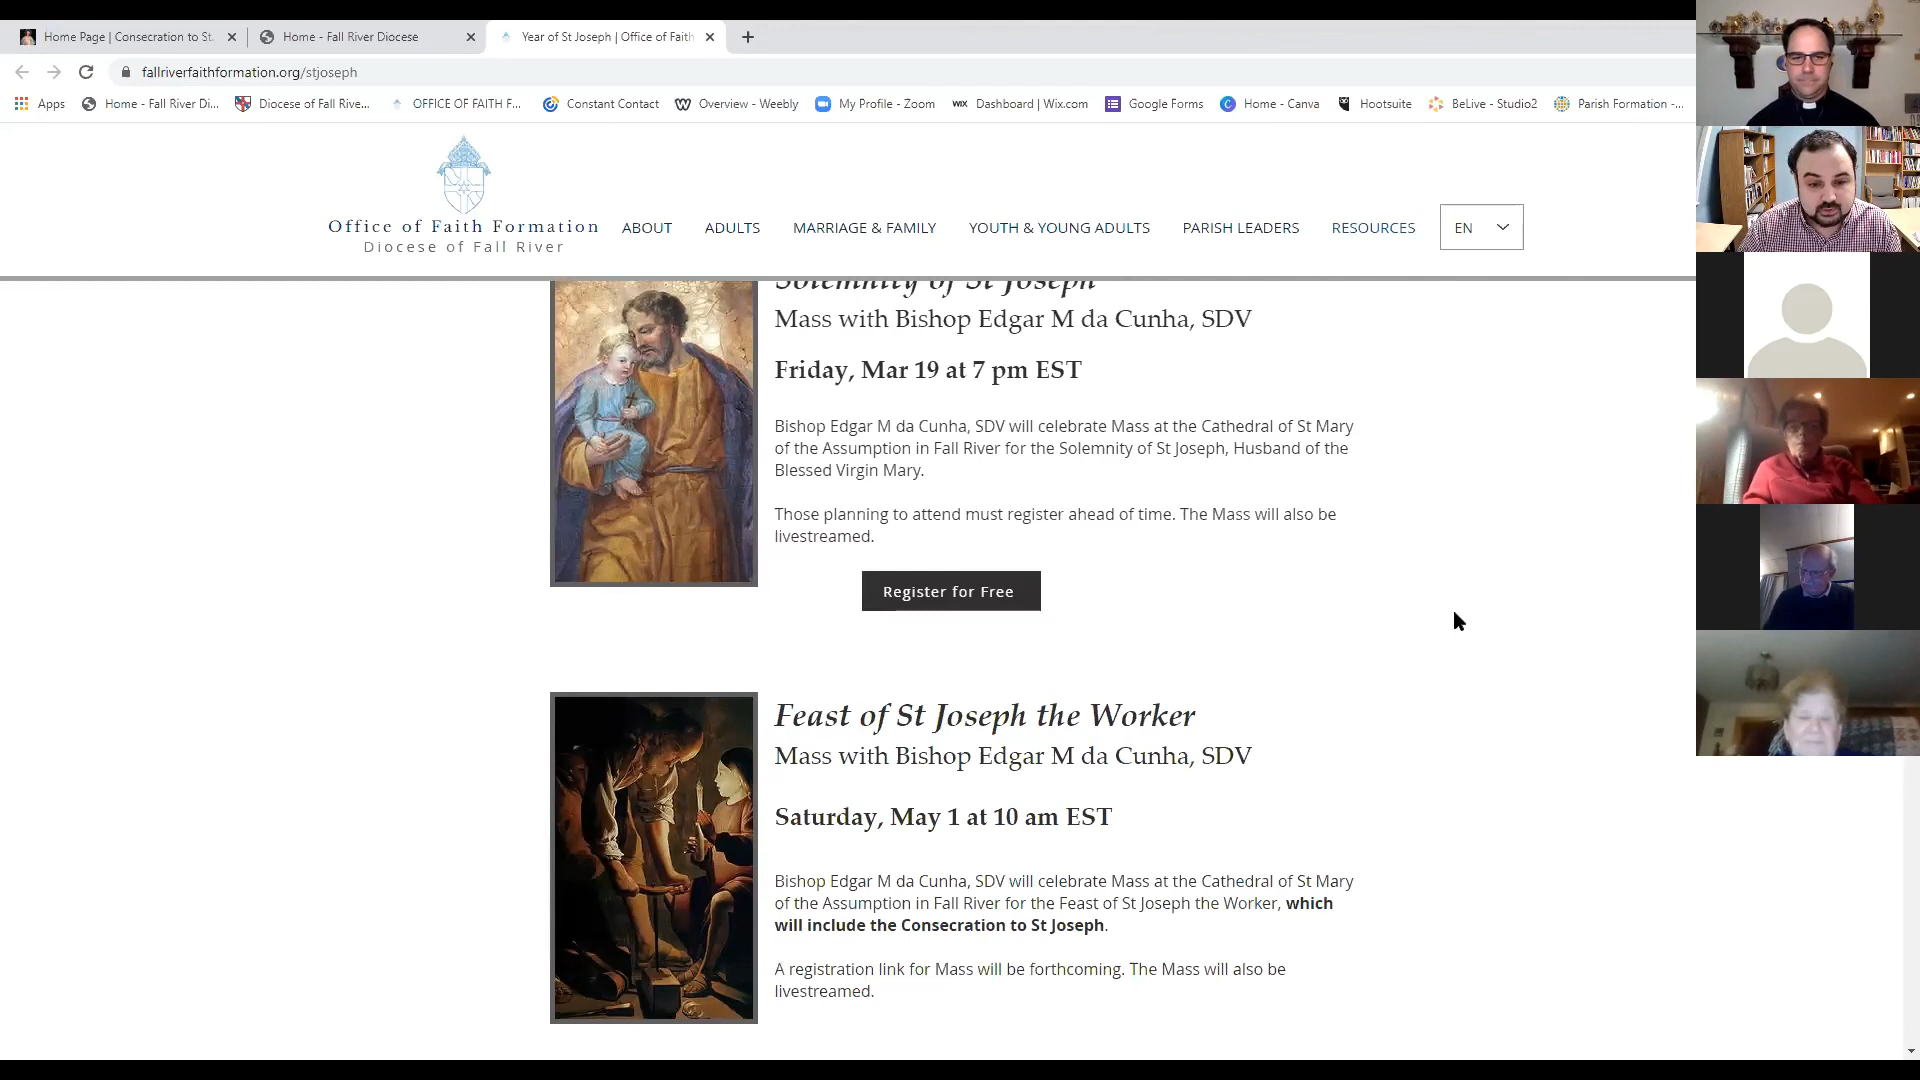 Home Page | Consecration to St.
Home - Fall River Diocese
Year of St Joseph | Office of Faith
fallriverfaithformation.org/stjoseph
Apps
Home - Fall River Di...
Diocese of Fall Rive...
OFFICE OF FAITH F...
Constant Contact
Overview - Weebly
My Profile - Zoom
WIX Dashboard | Wix.com
Google Forms
Home - Canva
Hootsuite
BeLive - Studio2
Parish Formation -...
Office of Faith Formation
Diocese of Fall River
ABOUT
ADULTS
MARRIAGE & FAMILY
YOUTH & YOUNG ADULTS
PARISH LEADERS
RESOURCES
EN
Solemnity of St Joseph
Mass with Bishop Edgar M da Cunha, SDV
Friday, Mar 19 at 7 pm EST
Bishop Edgar M da Cunha, SDV will celebrate Mass at the Cathedral of St Mary
of the Assumption in Fall River for the Solemnity of St Joseph, Husband of the
Blessed Virgin Mary.
Those planning to attend must register ahead of time. The Mass will also be
livestreamed.
Register for Free
Feast of St Joseph the Worker
Mass with Bishop Edgar M da Cunha, SDV
Saturday, May 1 at 10 am EST
Bishop Edgar M da Cunha, SDV will celebrate Mass at the Cathedral of St Mary
of the Assumption in Fall River for the Feast of St Joseph the Worker, which
will include the Consecration to St Joseph.
A registration link for Mass will be forthcoming. The Mass will also be
livestreamed.